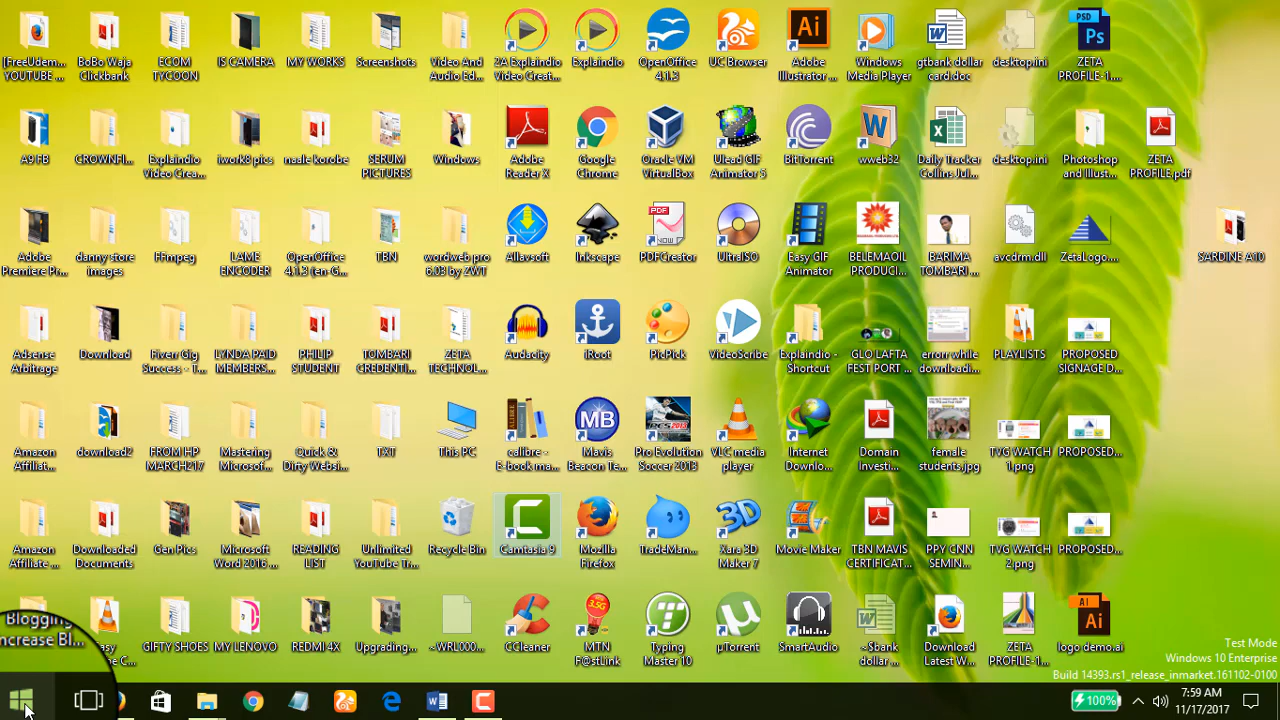 [FreeUdem... BoBo Waja ECOM IS CAMERA MY WORKS Screenshots Video And 2A Explaindio Explaindio OpenOffice UC Browser Adobe Windows gtbank dollar desktop.ini ZETA
YOUTUBE ... Clickbank TYCOON Audio Ed... Video Creat... 4.1.3 Illustrator ... Media Player card.doc PROFILE-1....
A9 FB CROWNFI... Explaindio iwork8 pics naale korobe SERUM Windows Adobe Google Oracle VM Ulead GIF BitTorrent wweb32 Daily Tracker desktop.ini Photoshop ZETA
Video Crea... PICTURES Reader X Chrome VirtualBox Animator 5 Collins Jul... and Illust... PROFILE.pdf
Adobe danny store FFmpeg LAME OpenOffice TBN wordweb pro Allavsoft Inkscape PDFCreator UltraISO Easy GIF BELEMAOIL BARIMA avcdrm.dll ZetaLogo.... SARDINE A10
Premiere Pr... images ENCODER 4.1.3 (en-G... 6.03 by ZWT Animator PRODUCI... TOMBARI ...
Adsense Download Fiverr Gig LYNDA PAID PHILIP TOMBARI ZETA Audacity iRoot PicPick VideoScribe Explaindio - GLO LAFTA errorr while PLAYLISTS PROPOSED
Arbitrage Success - T... MEMBERS... STUDENT CREDENTI... TECHNOL... Shortcut FEST PORT ... downloadi... SIGNAGE D...
Amazon download2 FROM HP Mastering Quick & TXT This PC calibre - Mavis Pro Evolution VLC media Internet Domain female TVG WATCH PROPOSED...
Affiliat... MARCH217 Microsof... Dirty Websi... E-book ma... Beacon Te... Soccer 2013 player Downlo... Investi... students.jpg 1.png
Amazon Downloaded Gen Pics Microsoft READING Unlimited Recycle Bin Camtasia 9 Mozilla TradeMan... Xara 3D Movie Maker TBN MAVIS PPY CNN TVG WATCH PROPOSED...
Affiliate ... Documents Word 2016 ... LIST YouTube Tr... Firefox Maker 7 CERTIFICAT... SEMIN... 2.png
Blogging
ncrease Bl...
GIFTY SHOES MY LENOVO REDMI 4X Upgrading... ~WRL000... CCleaner MTN Typing µTorrent SmartAudio ~$bank Download ZETA logo demo.ai
F@stLink Master 10 dollar ... Latest W... PROFILE-1...
Test Mode
Windows 10 Enterprise
Build 14393.rs1_release_inmarket.161102-0100
100% 7:59 AM
11/17/2017